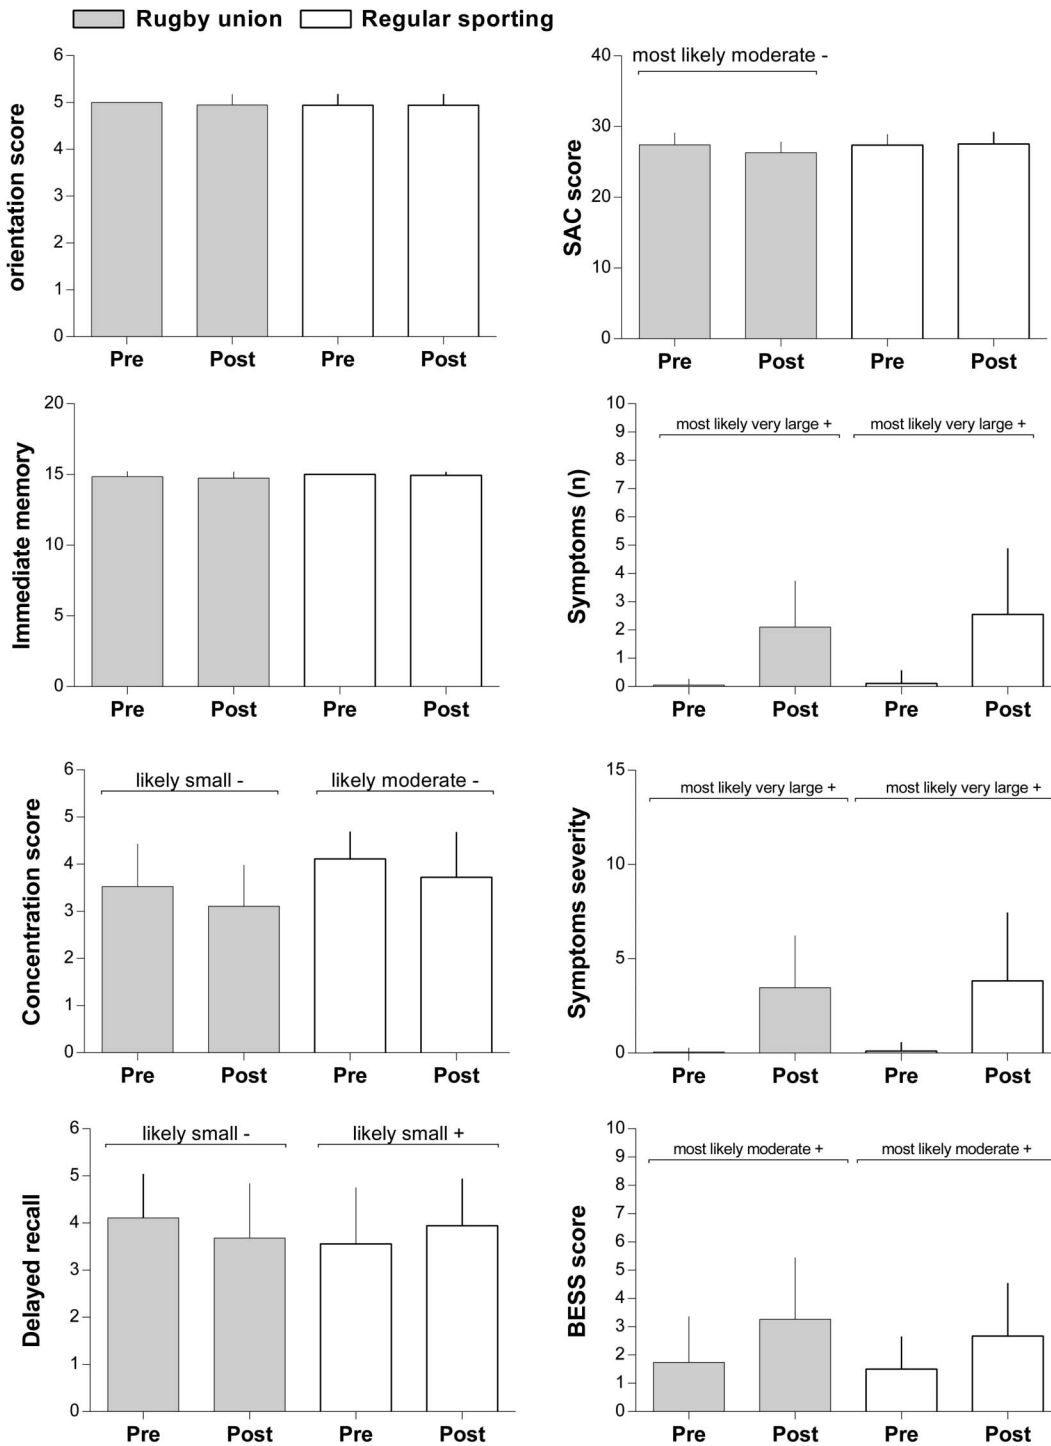 Rugby union Regular sporting
orientation score
6
5
4
3
2
1
0
Pre Post Pre Post
SAC score
most likely moderate -
40
30
20
10
0
Pre Post Pre Post
Immediate memory
20
15
10
5
0
Pre Post Pre Post
Symptoms (n)
most likely very large + most likely very large +
10
9
8
7
6
5
4
3
2
1
0
Pre Post Pre Post
Concentration score
likely small - likely moderate -
6
5
4
3
2
1
0
Pre Post Pre Post
Symptoms severity
most likely very large + most likely very large +
15
10
5
0
Pre Post Pre Post
Delayed recall
likely small - likely small +
6
5
4
3
2
1
0
Pre Post Pre Post
BESS score
most likely moderate + most likely moderate +
10
9
8
7
6
5
4
3
2
1
0
Pre Post Pre Post